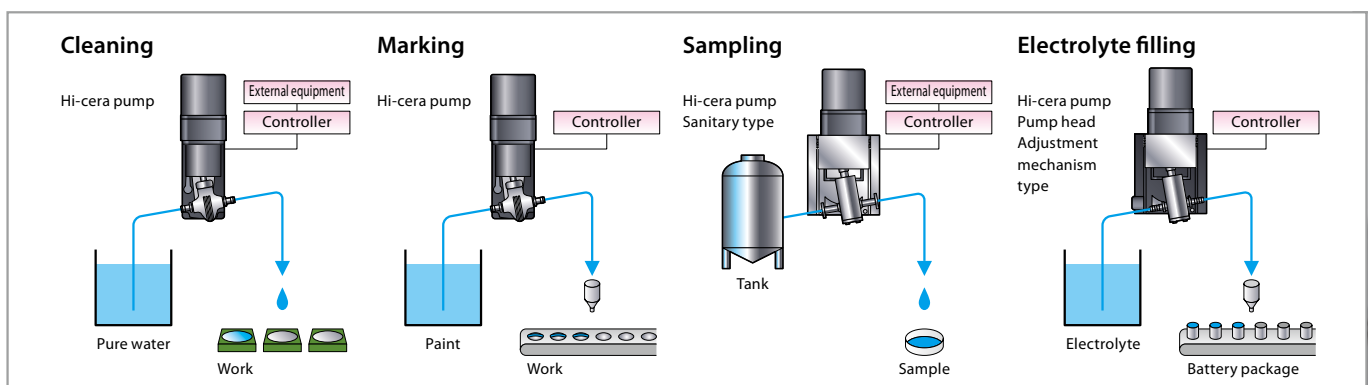 Cleaning
Hi-cera pump
External equipment
Controller
Pure water
Work
Marking
Hi-cera pump
Controller
Paint
Work
Sampling
Hi-cera pump
Sanitary type
External equipment
Controller
Tank
Sample
Electrolyte filling
Hi-cera pump
Pump head
Adjustment
mechanism
type
Controller
Electrolyte
Battery package